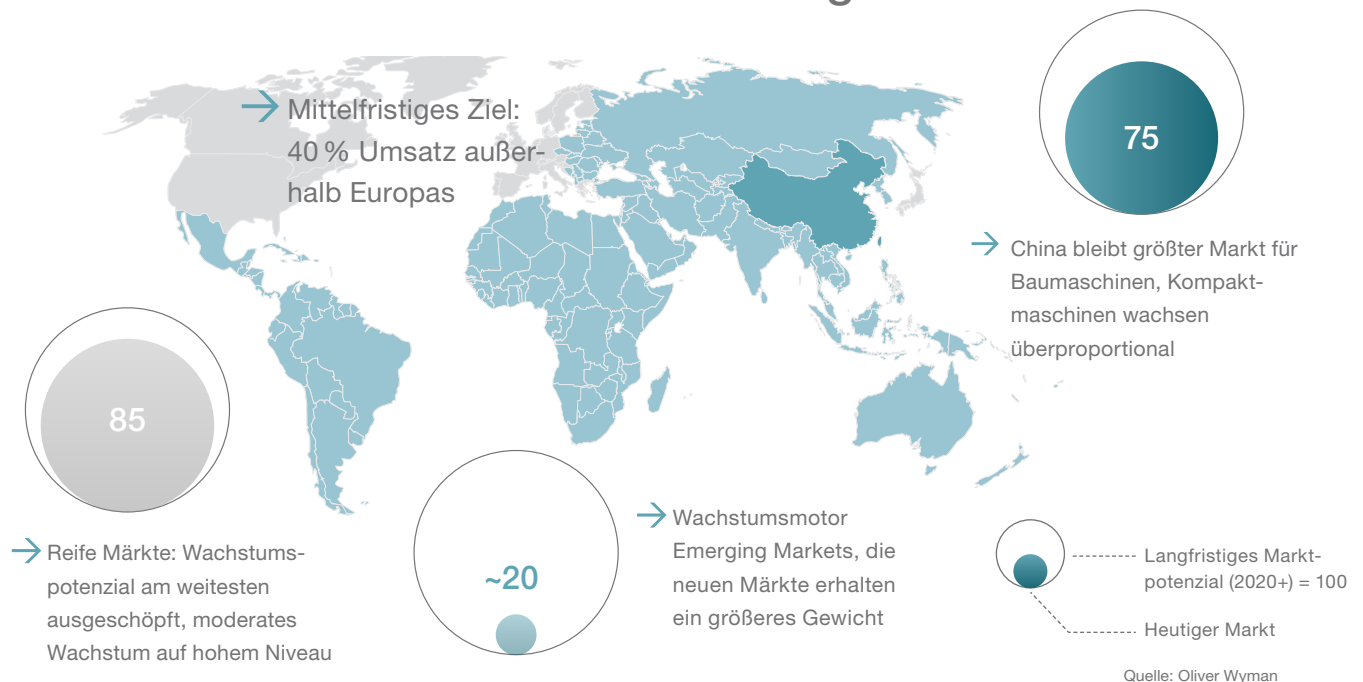 Mittelfristiges Ziel:
40 % Umsatz außer-
halb Europas
75
China bleibt größter Markt für
Baumaschinen, Kompakt-
maschinen wachsen
überproportional
85
Reife Märkte: Wachstums-
potenzial am weitesten
ausgeschöpft, moderates
Wachstum auf hohem Niveau
~20
Wachstumsmotor
Emerging Markets, die
neuen Märkte erhalten
ein größeres Gewicht
Langfristiges Markt-
potenzial (2020+) = 100
Heutiger Markt
Quelle: Oliver Wyman